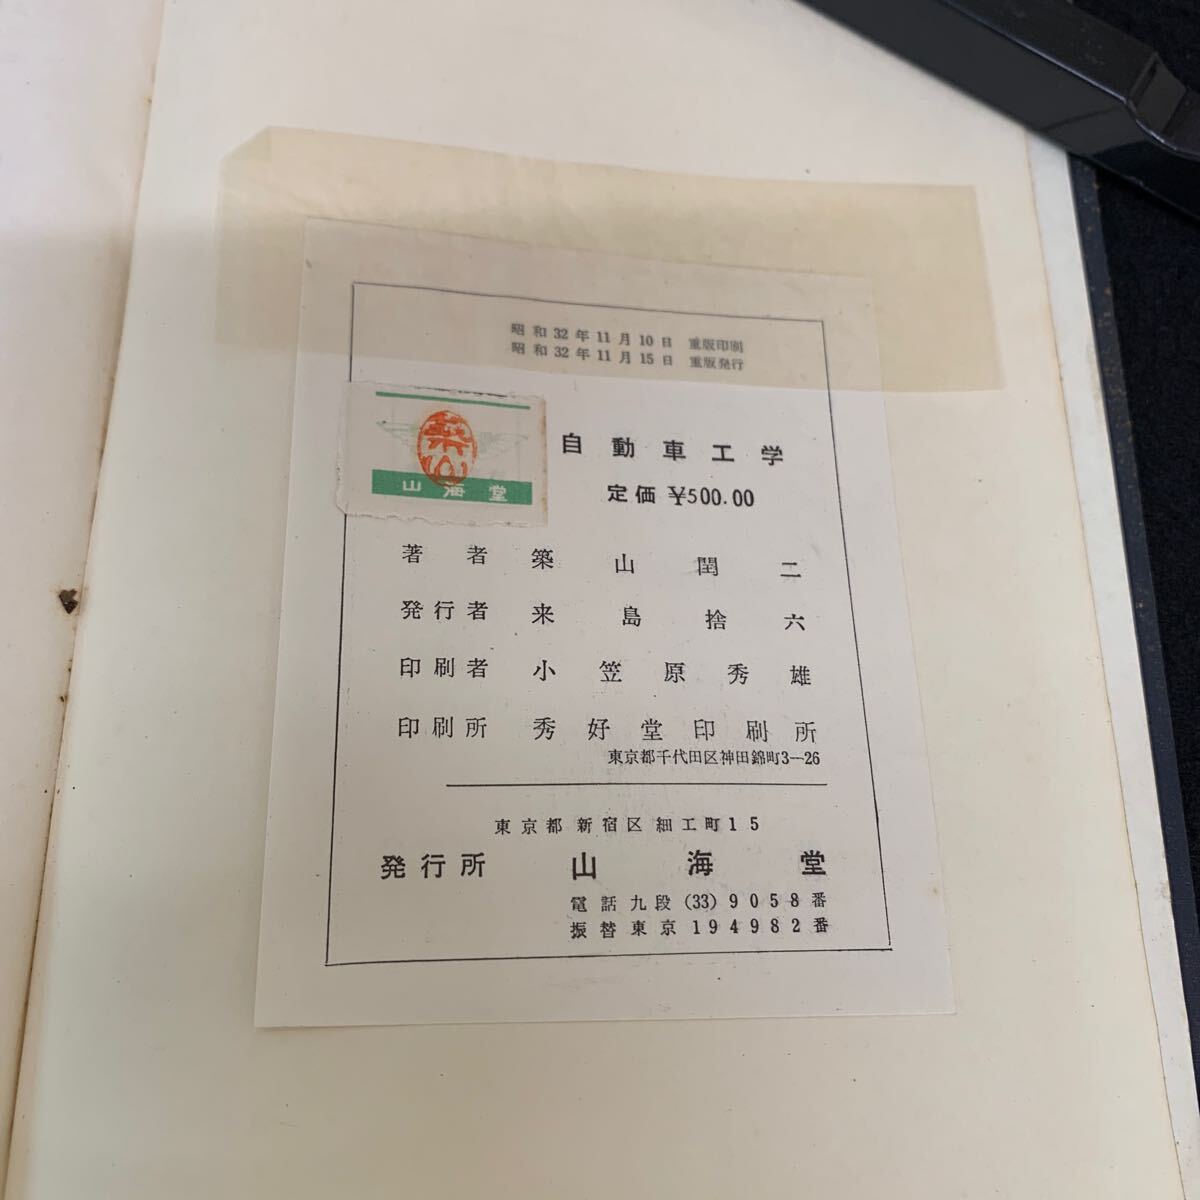 昭和32年11月10日 重版印刷
昭和32年11月15日 重版発行
築山
山海堂
自動車工学
定価 ¥500.00
著者 築山閏二
発行者 来島捨六
印刷者 小笠原秀雄
印刷所 秀好堂印刷所
東京都千代田区神田錦町3-26
東京都新宿区細工町15
発行所 山海堂
電話九段(33)9058番
振替東京194982番